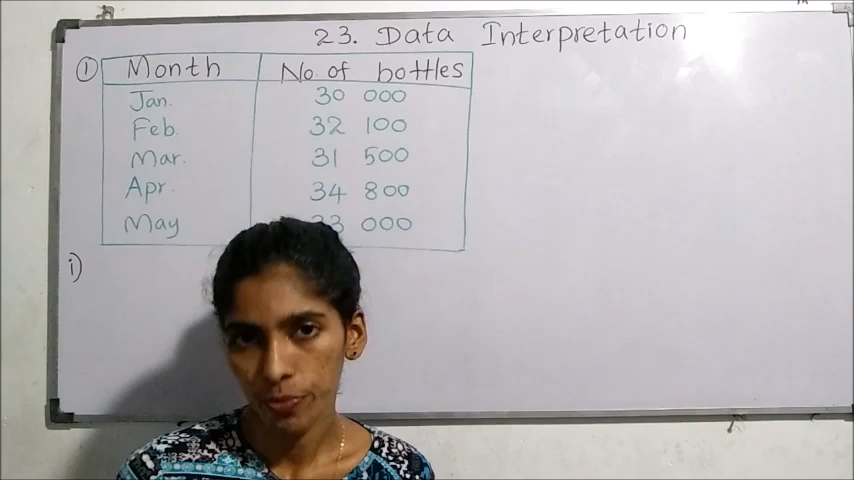 23. Data Interpretation
① Month No. of bottles
Jan. 30 000
Feb. 32 100
Mar. 31 500
Apr. 34 800
May 33 000
i)